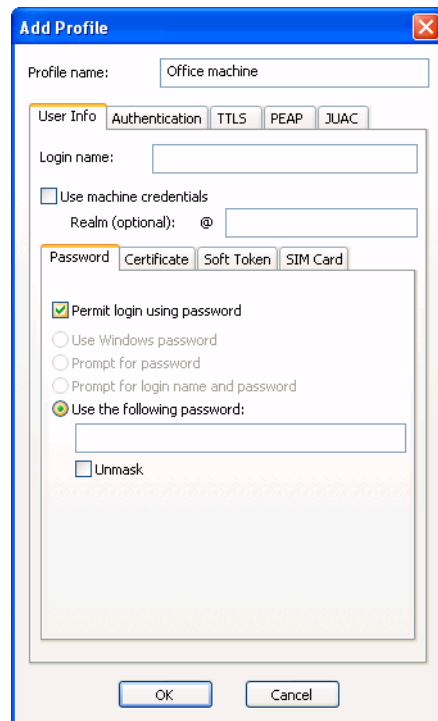 Add Profile
Profile name: Office machine
User Info Authentication TTLS PEAP JUAC
Login name:
Use machine credentials
Realm (optional): @
Password Certificate Soft Token SIM Card
Permit login using password
Use Windows password
Prompt for password
Prompt for login name and password
Use the following password:
Unmask
OK Cancel